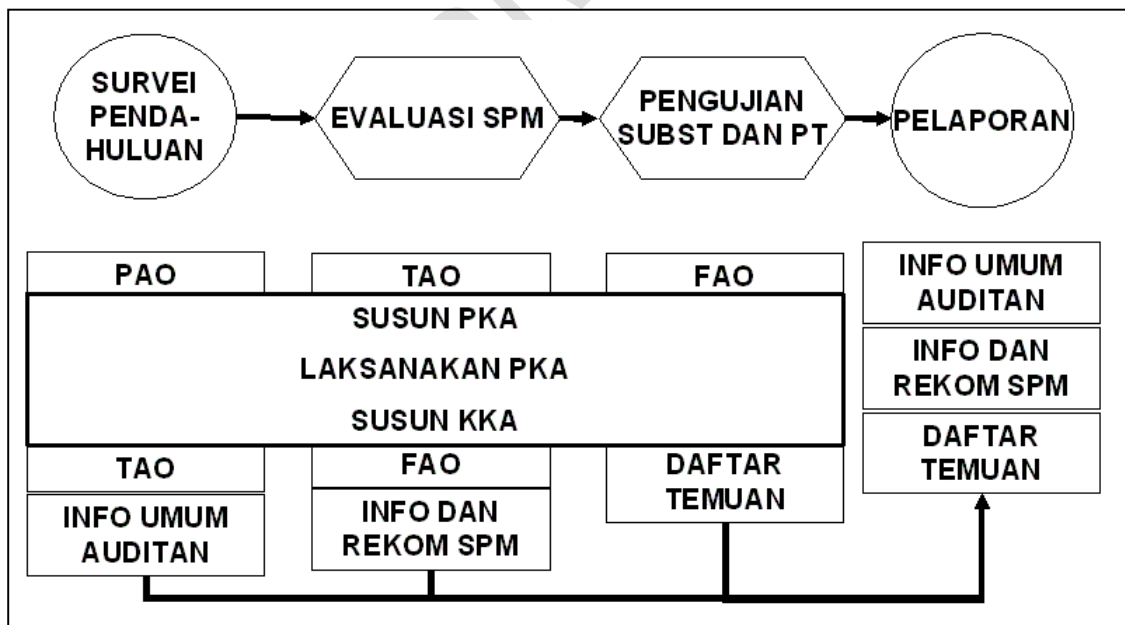 SURVEI
PENDA-
HULUAN
EVALUASI SPM
PENGUJIAN
SUBST DAN PT
PELAPORAN
PAO
TAO
FAO
SUSUN PKA
LAKSANAKAN PKA
SUSUN KKA
TAO
INFO UMUM
AUDITAN
FAO
INFO DAN
REKOM SPM
DAFTAR
TEMUAN
INFO UMUM
AUDITAN
INFO DAN
REKOM SPM
DAFTAR
TEMUAN